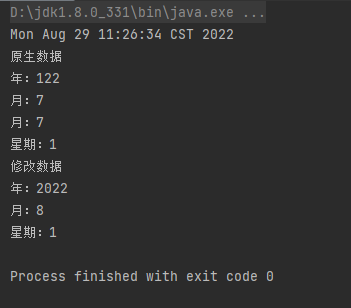 D:\jdk1.8.0_331\bin\java.exe ...
Mon Aug 29 11:26:34 CST 2022
原生数据
年：122
月：7
月：7
星期：1
修改数据
年：2022
月：8
星期：1
Process finished with exit code 0